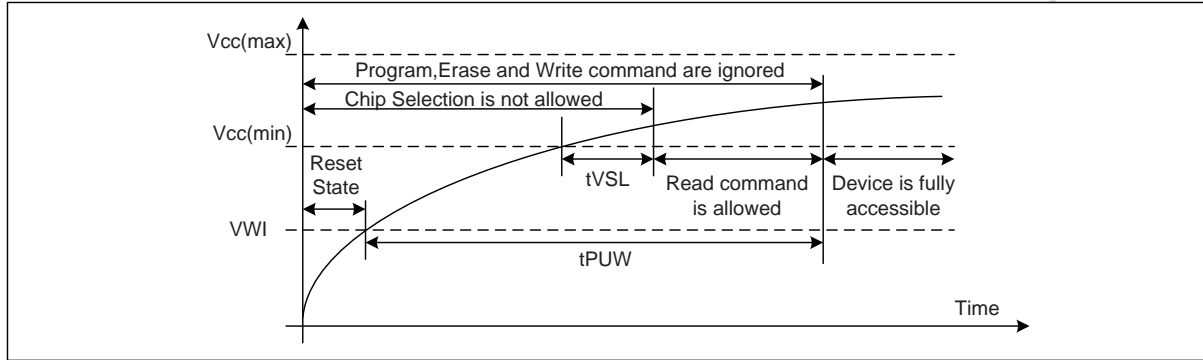 Vcc(max)
Program,Erase and Write command are ignored
Chip Selection is not allowed
Vcc(min)
Reset
State
tVSL
Read command
is allowed
Device is fully
accessible
VWI
tPUW
Time